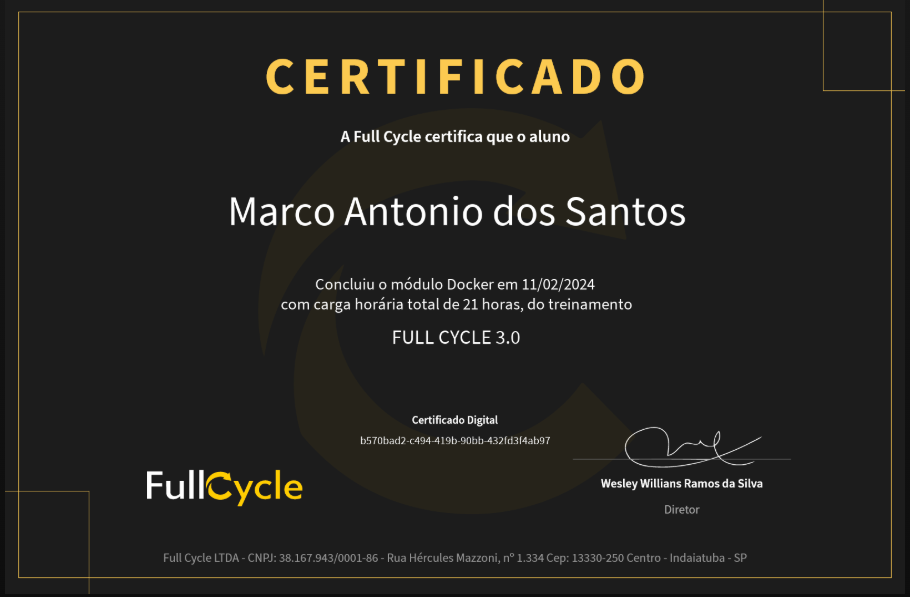 CERTIFICADO
A Full Cycle certifica que o aluno
Marco Antonio dos Santos
Concluiu o módulo Docker em 11/02/2024
com carga horária total de 21 horas, do treinamento
FULL CYCLE 3.0
Certificado Digital
b570bad2-c494-419b-90bb-432fd3f4ab97
FullCycle
Wesley Willians Ramos da Silva
Diretor
Full Cycle LTDA - CNPJ: 38.167.943/0001-86 - Rua Hércules Mazzoni, nº 1.334 Cep: 13330-250 Centro - Indaiatuba - SP